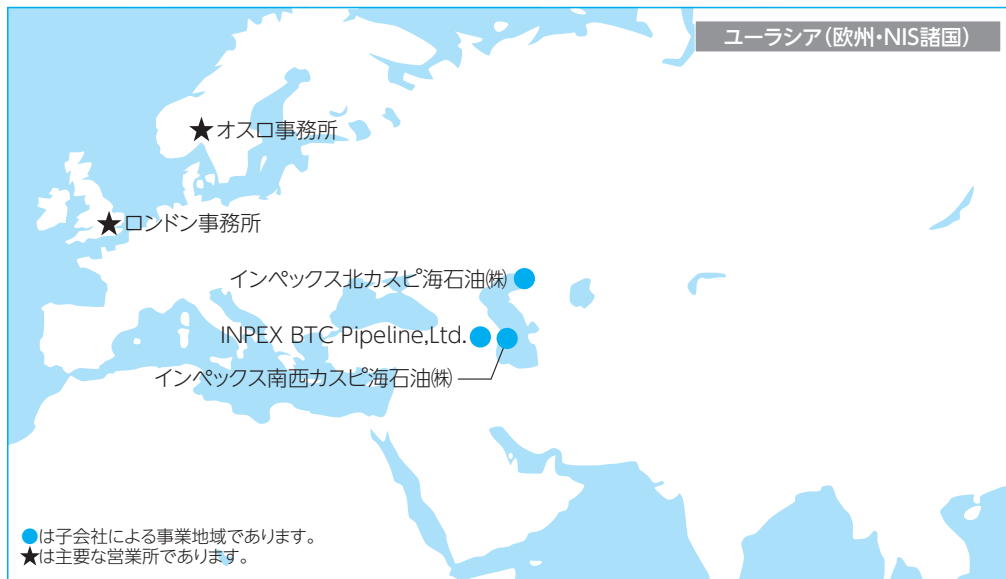 ユーラシア(欧州・NIS諸国)
★オスロ事務所
★ロンドン事務所
インペックス北カスピ海石油㈱●
INPEX BTC Pipeline,Ltd.●
インペックス南西カスピ海石油㈱
●は子会社による事業地域であります。
★は主要な営業所であります。